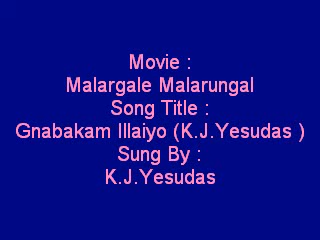 Movie :
Malargale Malarungal
Song Title :
Gnabakam Illaiyo (K.J.Yesudas )
Sung By :
K.J.Yesudas